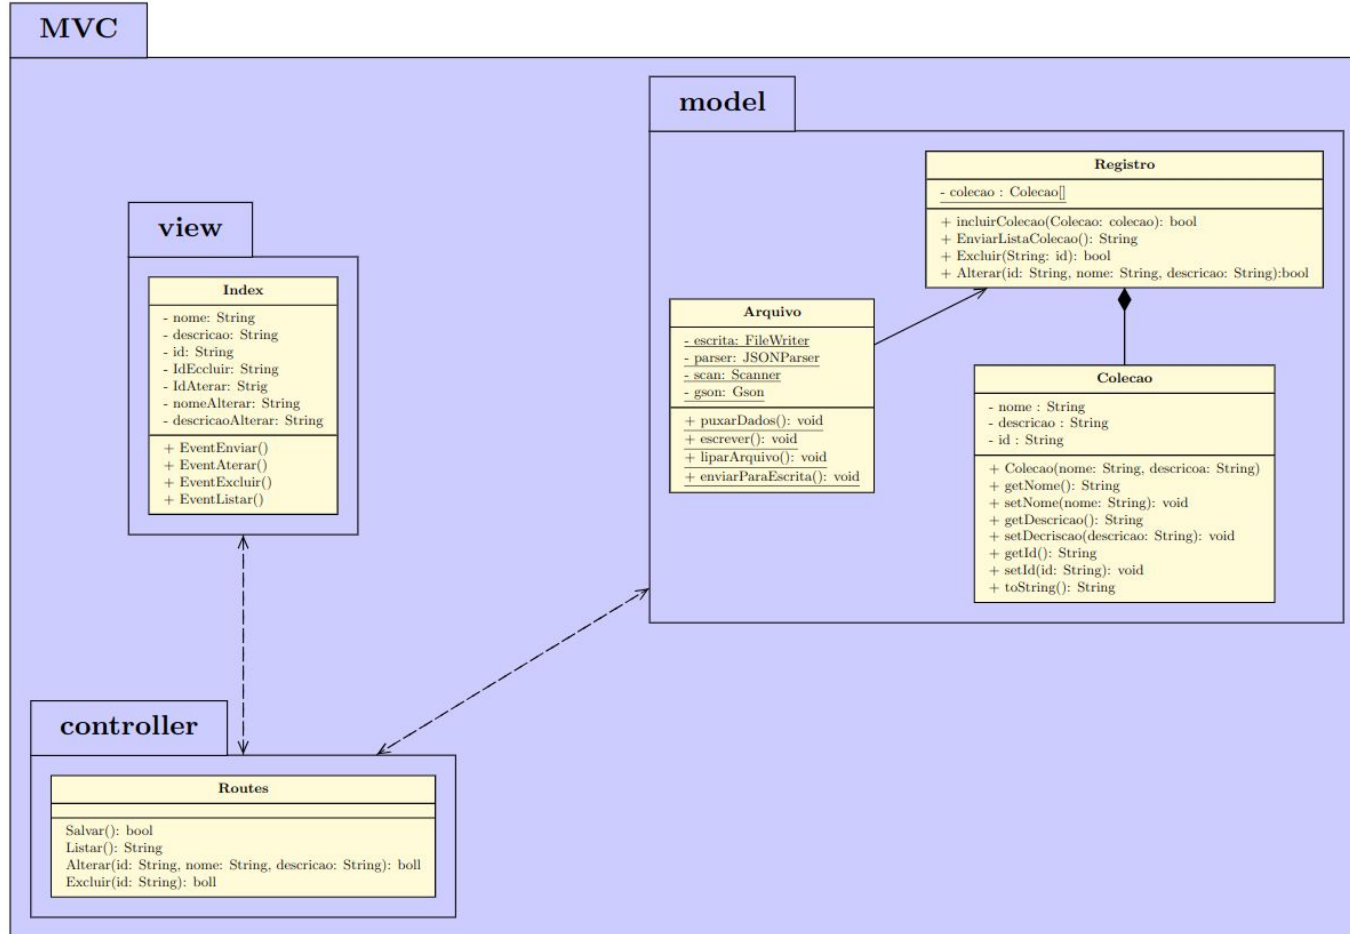 MVC
model
Registro
- colecao : Colecao[]
+ incluirColecao(Colecao: colecao): bool
+ EnviarListaColecao(): String
+ Excluir(String: id): bool
+ Alterar(id: String, nome: String, descricao: String):bool
view
Index
- nome: String
- descricao: String
- id: String
- IdEccluir: String
- IdAterar: Strig
- nomeAlterar: String
- descricaoAlterar: String
+ EventEnviar()
+ EventAterar()
+ EventExcluir()
+ EventListar()
Arquivo
- escrita: FileWriter
- parser: JSONParser
- scan: Scanner
- gson: Gson
+ puxarDados(): void
+ escrever(): void
+ liparArquivo(): void
+ enviarParaEscrita(): void
Colecao
- nome : String
- descricao : String
- id : String
+ Colecao(nome: String, descricoa: String)
+ getNome(): String
+ setNome(nome: String): void
+ getDescricao(): String
+ setDecriscao(descricao: String): void
+ getId(): String
+ setId(id: String): void
+ toString(): String
controller
Routes
Salvar(): bool
Listar(): String
Alterar(id: String, nome: String, descricao: String): boll
Excluir(id: String): boll